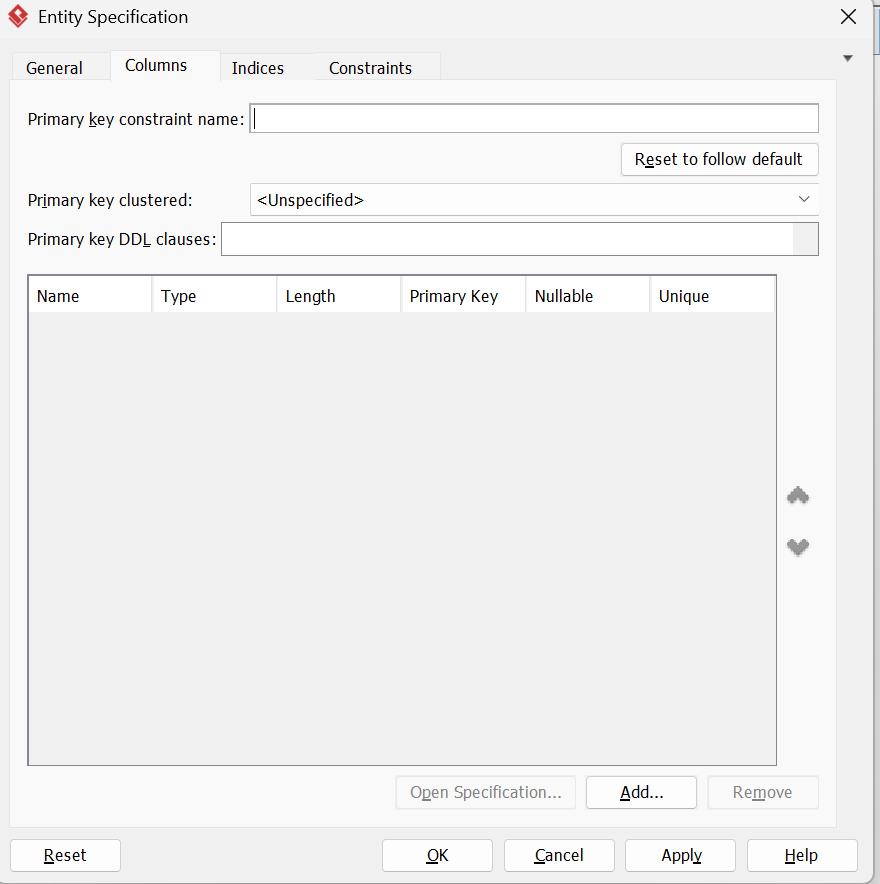 Entity Specification
General Columns Indices Constraints
Primary key constraint name:
Reset to follow default
Primary key clustered: <Unspecified>
Primary key DDL clauses:
Name Type Length Primary Key Nullable Unique
Open Specification... Add... Remove
Reset OK Cancel Apply Help